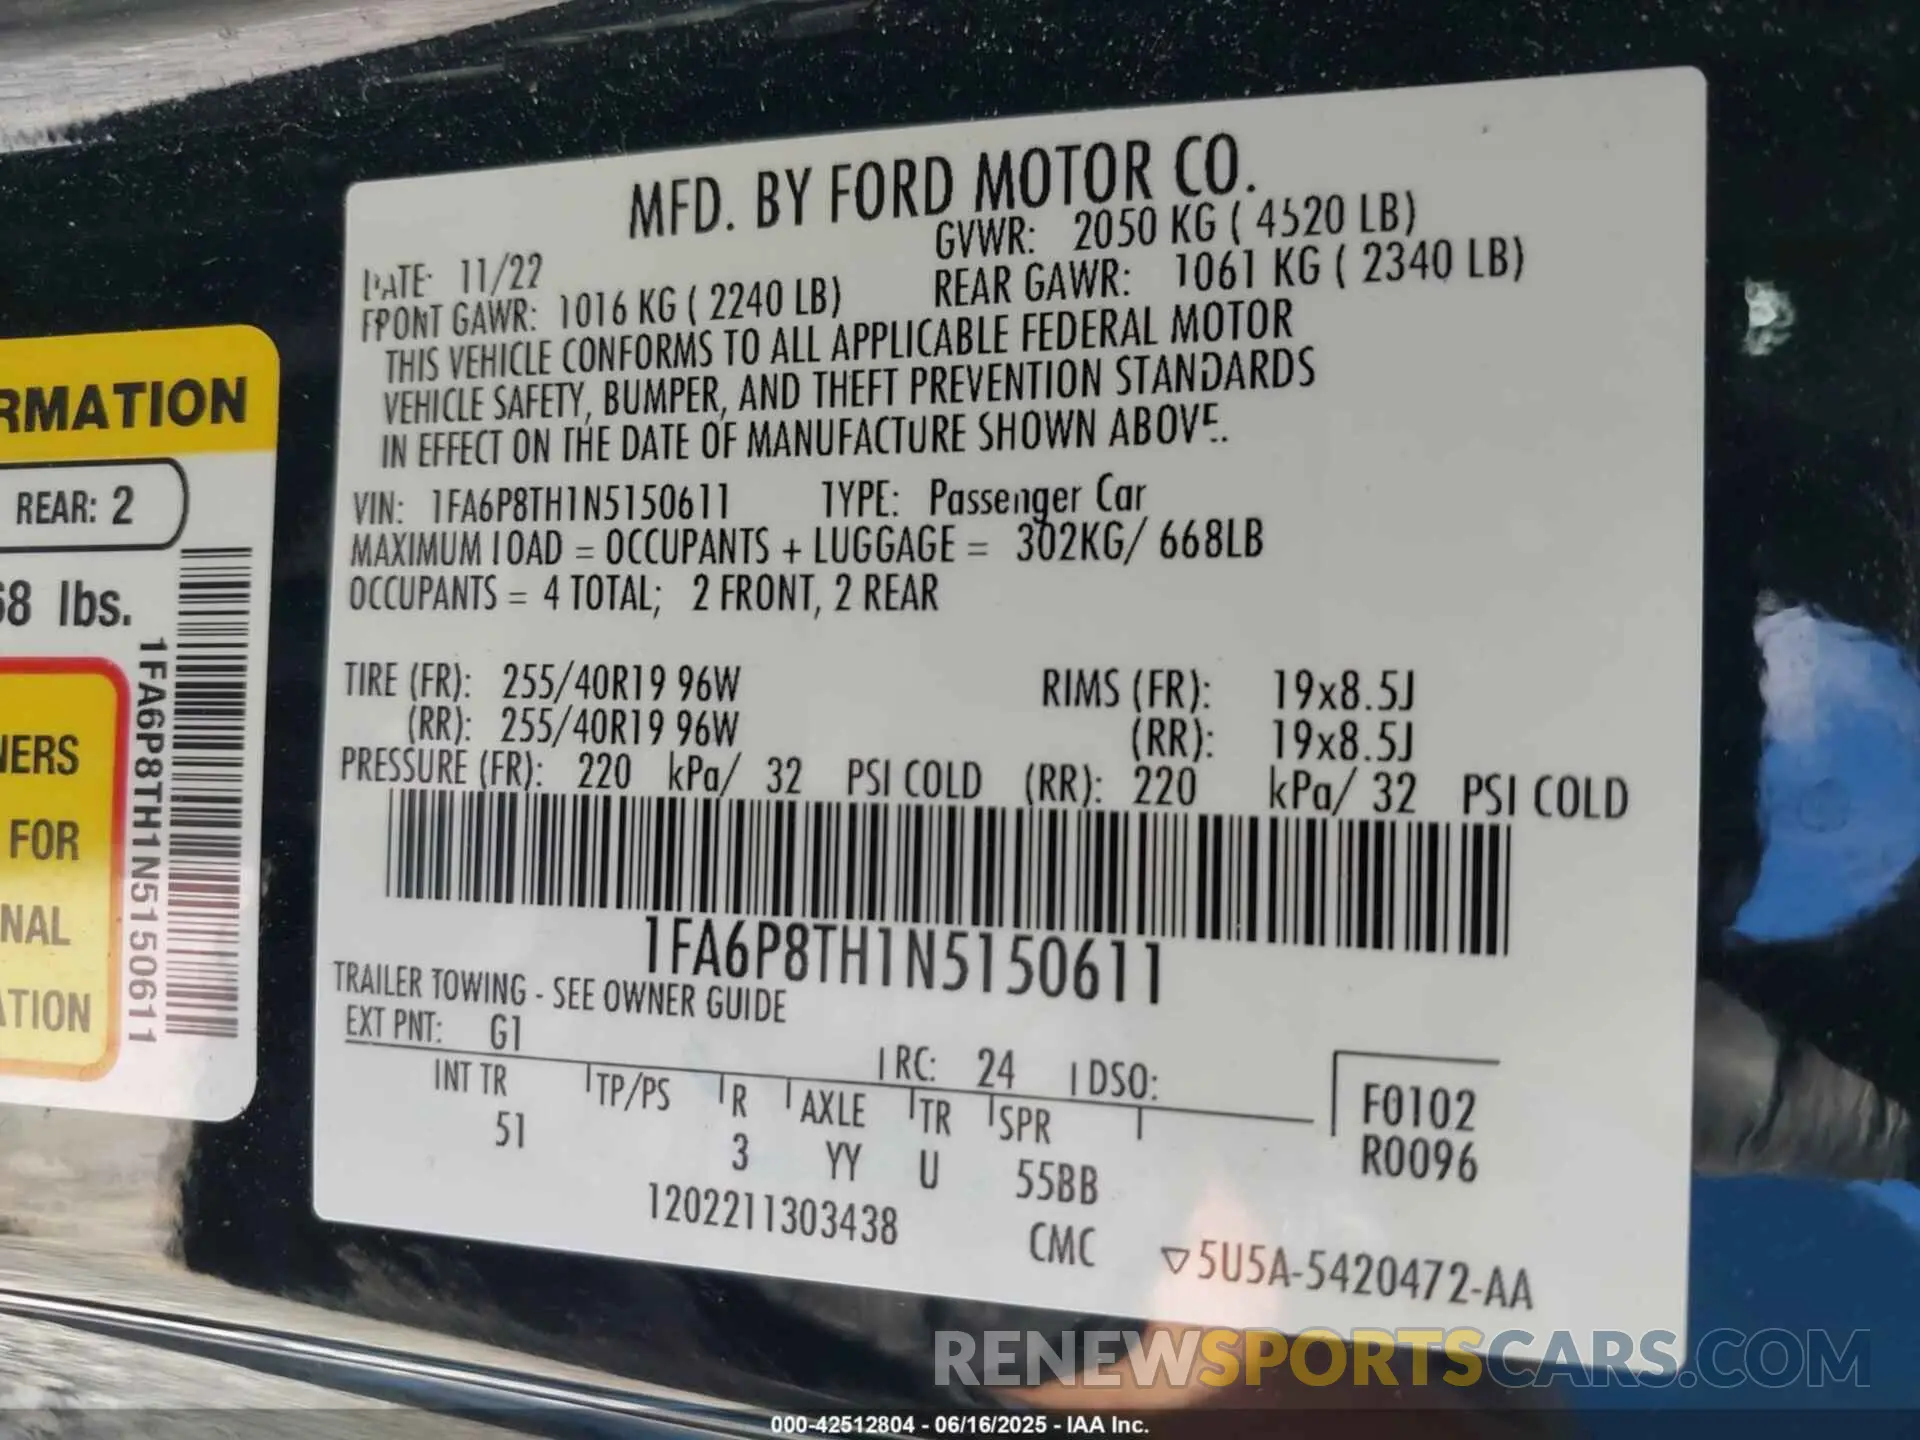 MFD. BY FORD MOTOR CO.
DATE: 11/22 GVWR: 2050 KG ( 4520 LB)
FRONT GAWR: 1016 KG ( 2240 LB) REAR GAWR: 1061 KG ( 2340 LB)
THIS VEHICLE CONFORMS TO ALL APPLICABLE FEDERAL MOTOR
VEHICLE SAFETY, BUMPER, AND THEFT PREVENTION STANDARDS
IN EFFECT ON THE DATE OF MANUFACTURE SHOWN ABOVE.
VIN: 1FA6P8TH1N5150611 TYPE: Passenger Car
MAXIMUM LOAD = OCCUPANTS + LUGGAGE = 302KG/ 668LB
OCCUPANTS = 4 TOTAL; 2 FRONT, 2 REAR
TIRE (FR): 255/40R19 96W RIMS (FR): 19x8.5J
(RR): 255/40R19 96W (RR): 19x8.5J
PRESSURE (FR): 220 kPa/ 32 PSI COLD (RR): 220 kPa/ 32 PSI COLD
1FA6P8TH1N5150611
TRAILER TOWING - SEE OWNER GUIDE
EXT PNT: G1 RC: 24 DSO:
INT TR TP/PS R AXLE TR SPR
51 3 YY U 55BB
F0102
R0096
1202211303438 CMC ▽5U5A-5420472-AA
RMATION
REAR: 2
68 lbs.
1FA6P8TH1N5150611
NERS
FOR
NAL
ATION
RENEWSPORTSCARS.COM
000-42512804 - 06/16/2025 - IAA Inc.